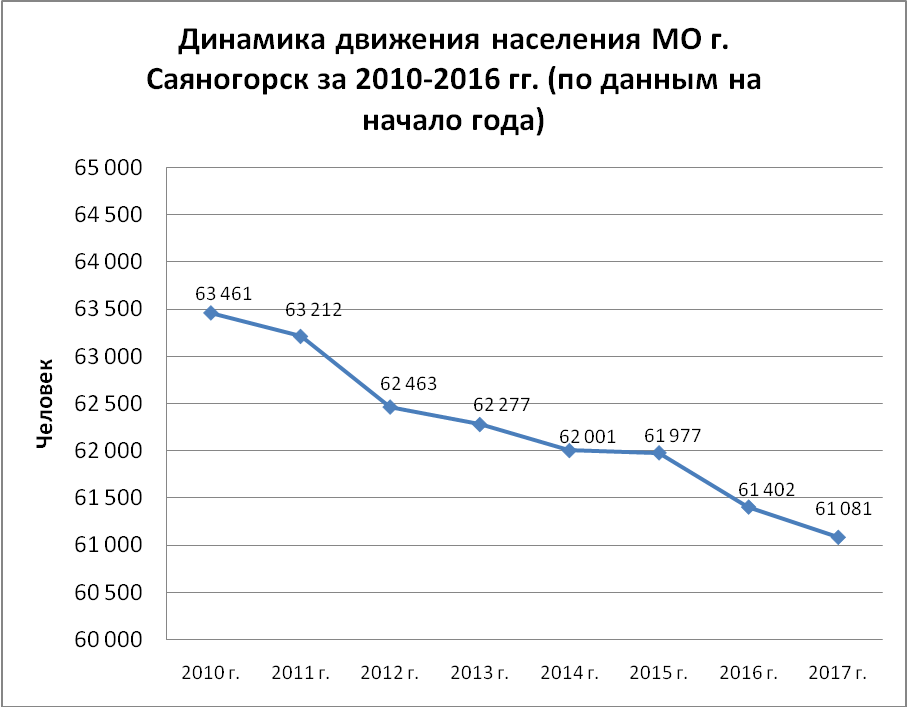 Динамика движения населения МО г.
Саяногорск за 2010-2016 гг. (по данным на
начало года)
65 000
64 500
64 000
63 500
63 000
62 500
62 000
61 500
61 000
60 500
60 000
Человек
63 461
63 212
62 463
62 277
62 001
61 977
61 402
61 081
2010 г.
2011 г.
2012 г.
2013 г.
2014 г.
2015 г.
2016 г.
2017 г.